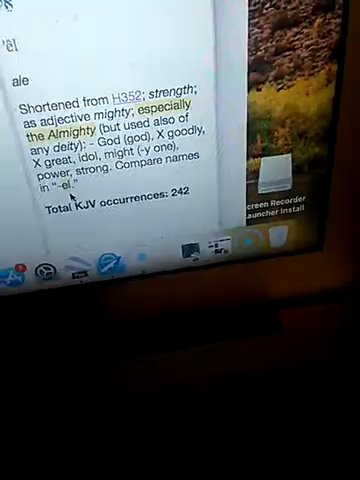 'êl
ale
Shortened from H352; strength;
as adjective mighty; especially
the Almighty (but used also of
any deity): - God (god), X goodly,
X great, idol, might (-y one),
power, strong. Compare names
in "-el."
Total KJV occurrences: 242
creen Recorder
auncher Install